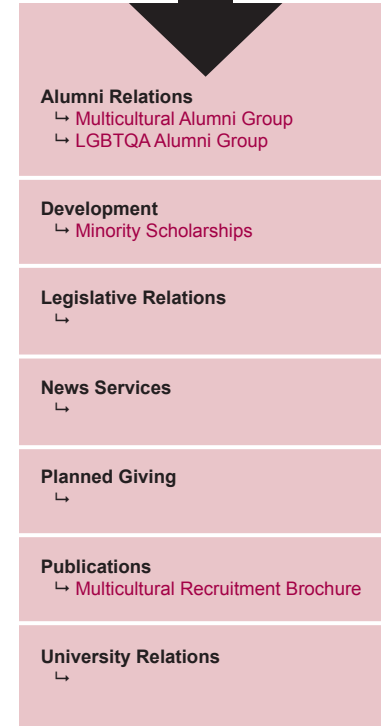 Alumni Relations
↳ Multicultural Alumni Group
↳ LGBTQA Alumni Group
Development
↳ Minority Scholarships
Legislative Relations
↳
News Services
↳
Planned Giving
↳
Publications
↳ Multicultural Recruitment Brochure
University Relations
↳